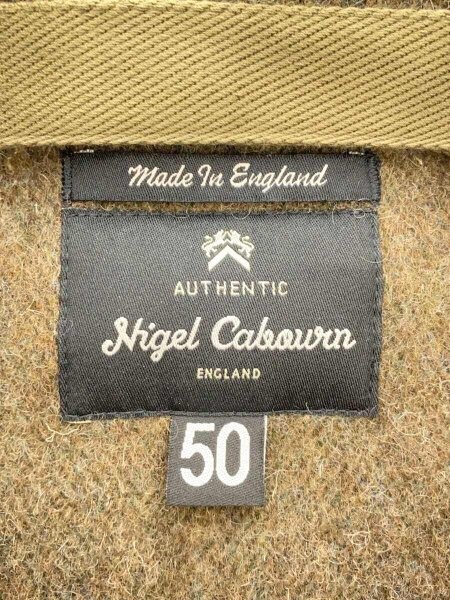 Made In England
AUTHENTIC
Nigel Cabourn
ENGLAND
50